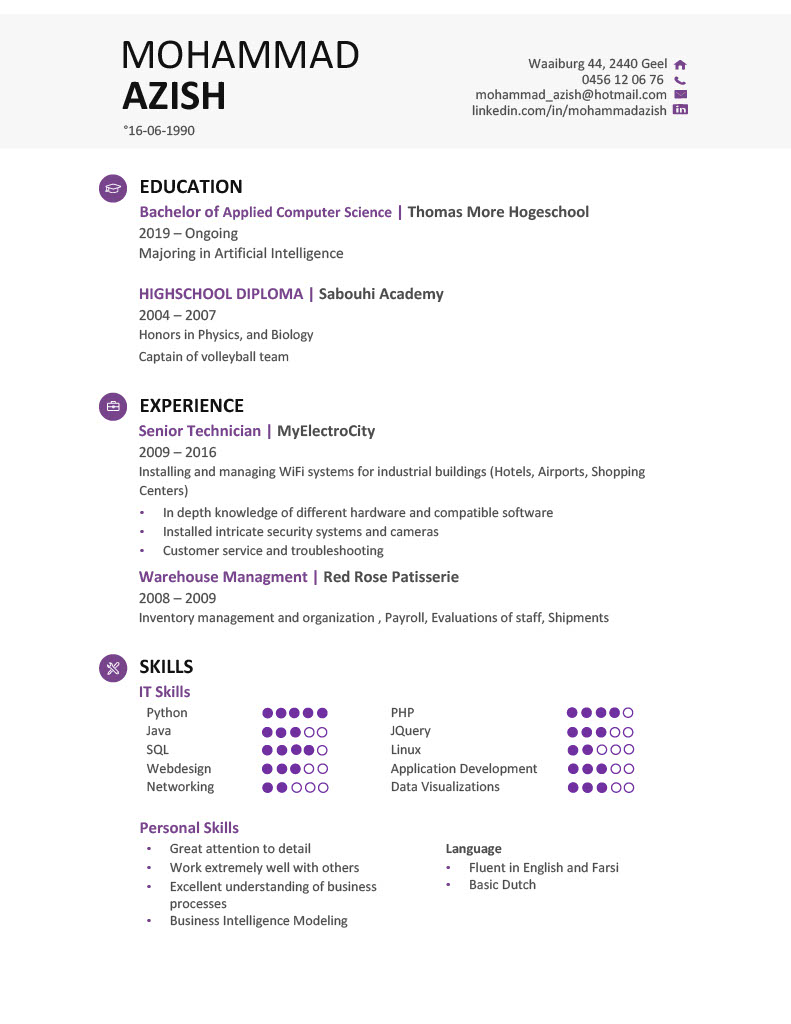 MOHAMMAD
AZISH
°16-06-1990
Waaiburg 44, 2440 Geel
0456 12 06 76
mohammad_azish@hotmail.com
linkedin.com/in/mohammadazish
EDUCATION
Bachelor of Applied Computer Science | Thomas More Hogeschool
2019 – Ongoing
Majoring in Artificial Intelligence
HIGHSCHOOL DIPLOMA | Sabouhi Academy
2004 – 2007
Honors in Physics, and Biology
Captain of volleyball team
EXPERIENCE
Senior Technician | MyElectroCity
2009 – 2016
Installing and managing WiFi systems for industrial buildings (Hotels, Airports, Shopping
Centers)
• In depth knowledge of different hardware and compatible software
• Installed intricate security systems and cameras
• Customer service and troubleshooting
Warehouse Managment | Red Rose Patisserie
2008 – 2009
Inventory management and organization , Payroll, Evaluations of staff, Shipments
SKILLS
IT Skills
Python
Java
SQL
Webdesign
Networking
PHP
JQuery
Linux
Application Development
Data Visualizations
Personal Skills
• Great attention to detail
• Work extremely well with others
• Excellent understanding of business
processes
• Business Intelligence Modeling
Language
• Fluent in English and Farsi
• Basic Dutch